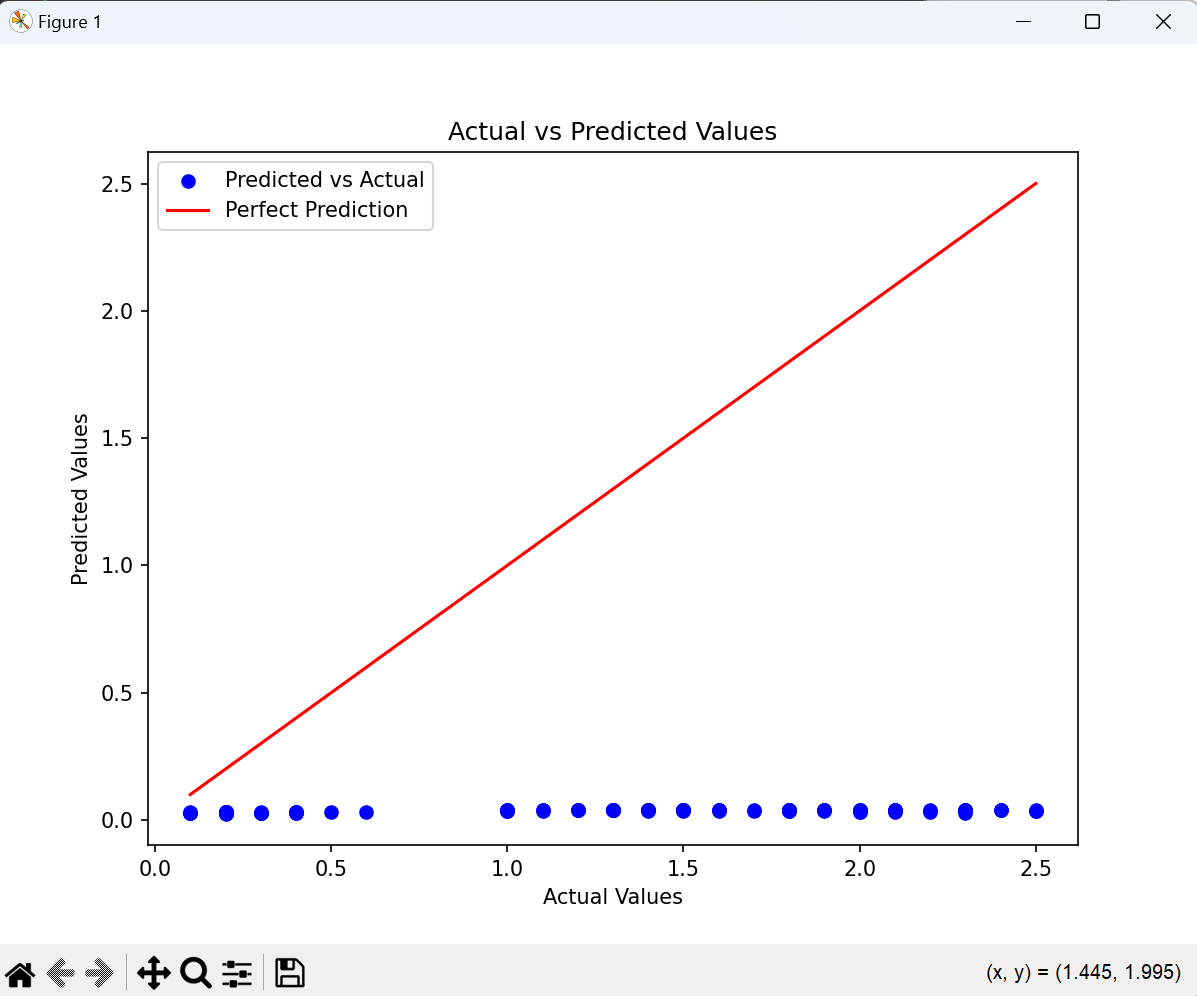 Figure 1
Actual vs Predicted Values
Predicted vs Actual
Perfect Prediction
2.5
2.0
1.5
1.0
0.5
0.0
Predicted Values
0.0 0.5 1.0 1.5 2.0 2.5
Actual Values
(x, y) = (1.445, 1.995)